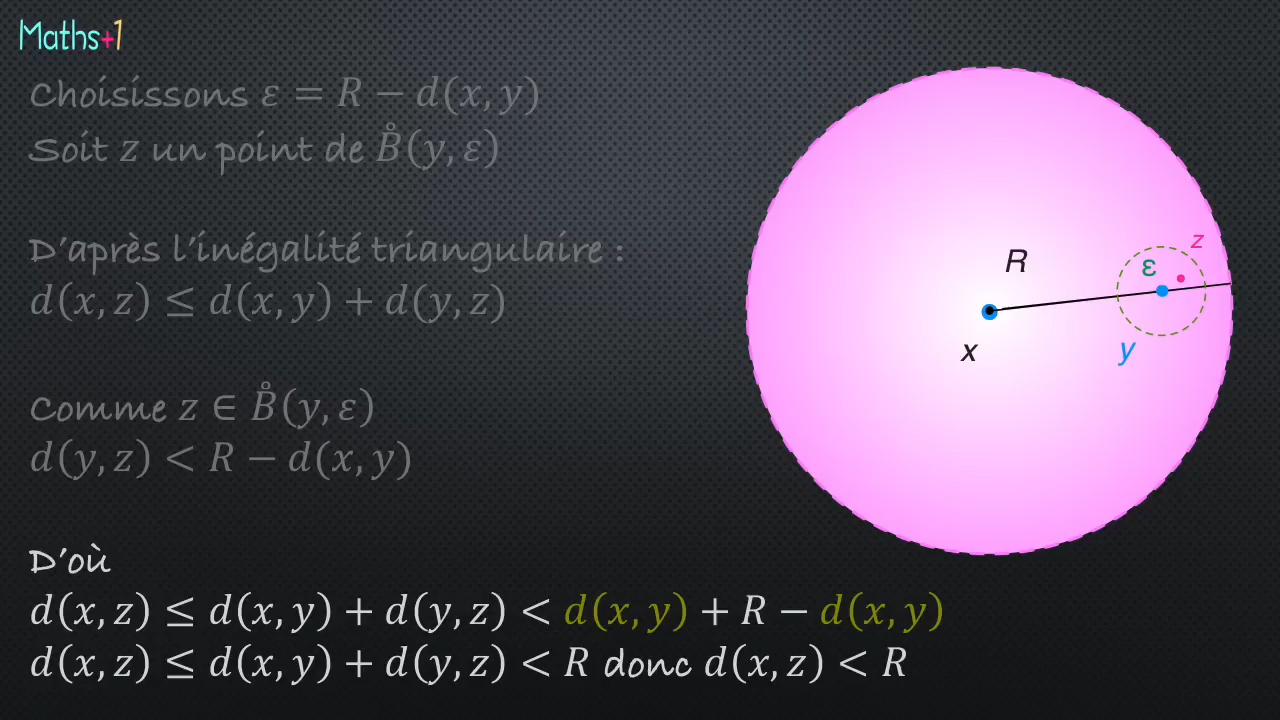 Maths+1
Choisissons ε = R − d(x, y)
Soit z un point de B̊(y, ε)
D'après l'inégalité triangulaire :
d(x, z) ≤ d(x, y) + d(y, z)
Comme z ∈ B̊(y, ε)
d(y, z) < R − d(x, y)
D'où
d(x, z) ≤ d(x, y) + d(y, z) < d(x, y) + R − d(x, y)
d(x, z) ≤ d(x, y) + d(y, z) < R donc d(x, z) < R
z
R
ε
x
y